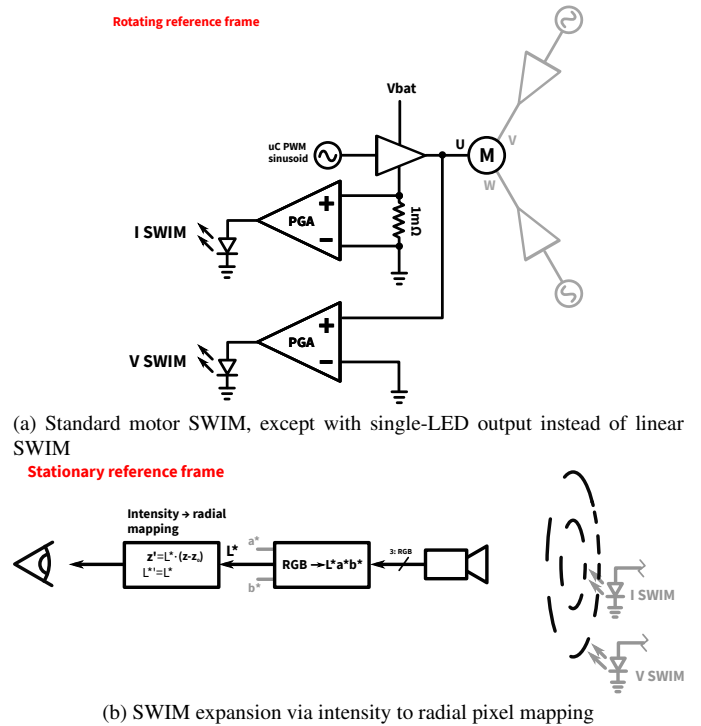 Rotating reference frame
Vbat
uC PWM
sinusoid
U
M
V
W
+
PGA
−
1mΩ
I SWIM
+
PGA
−
V SWIM
(a) Standard motor SWIM, except with single-LED output instead of linear
SWIM
Stationary reference frame
Intensity → radial
mapping
z'=L*·(z-zₒ)
L*'=L*
L*
a*
b*
RGB →L*a*b*
3: RGB
I SWIM
V SWIM
(b) SWIM expansion via intensity to radial pixel mapping